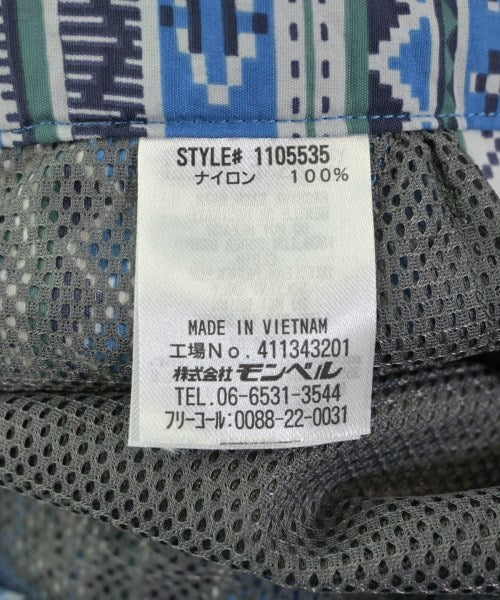 STYLE# 1105535
ナイロン 100%
MADE IN VIETNAM
工場No. 411343201
株式会社モンベル
TEL. 06-6531-3544
フリーコール: 0088-22-0031